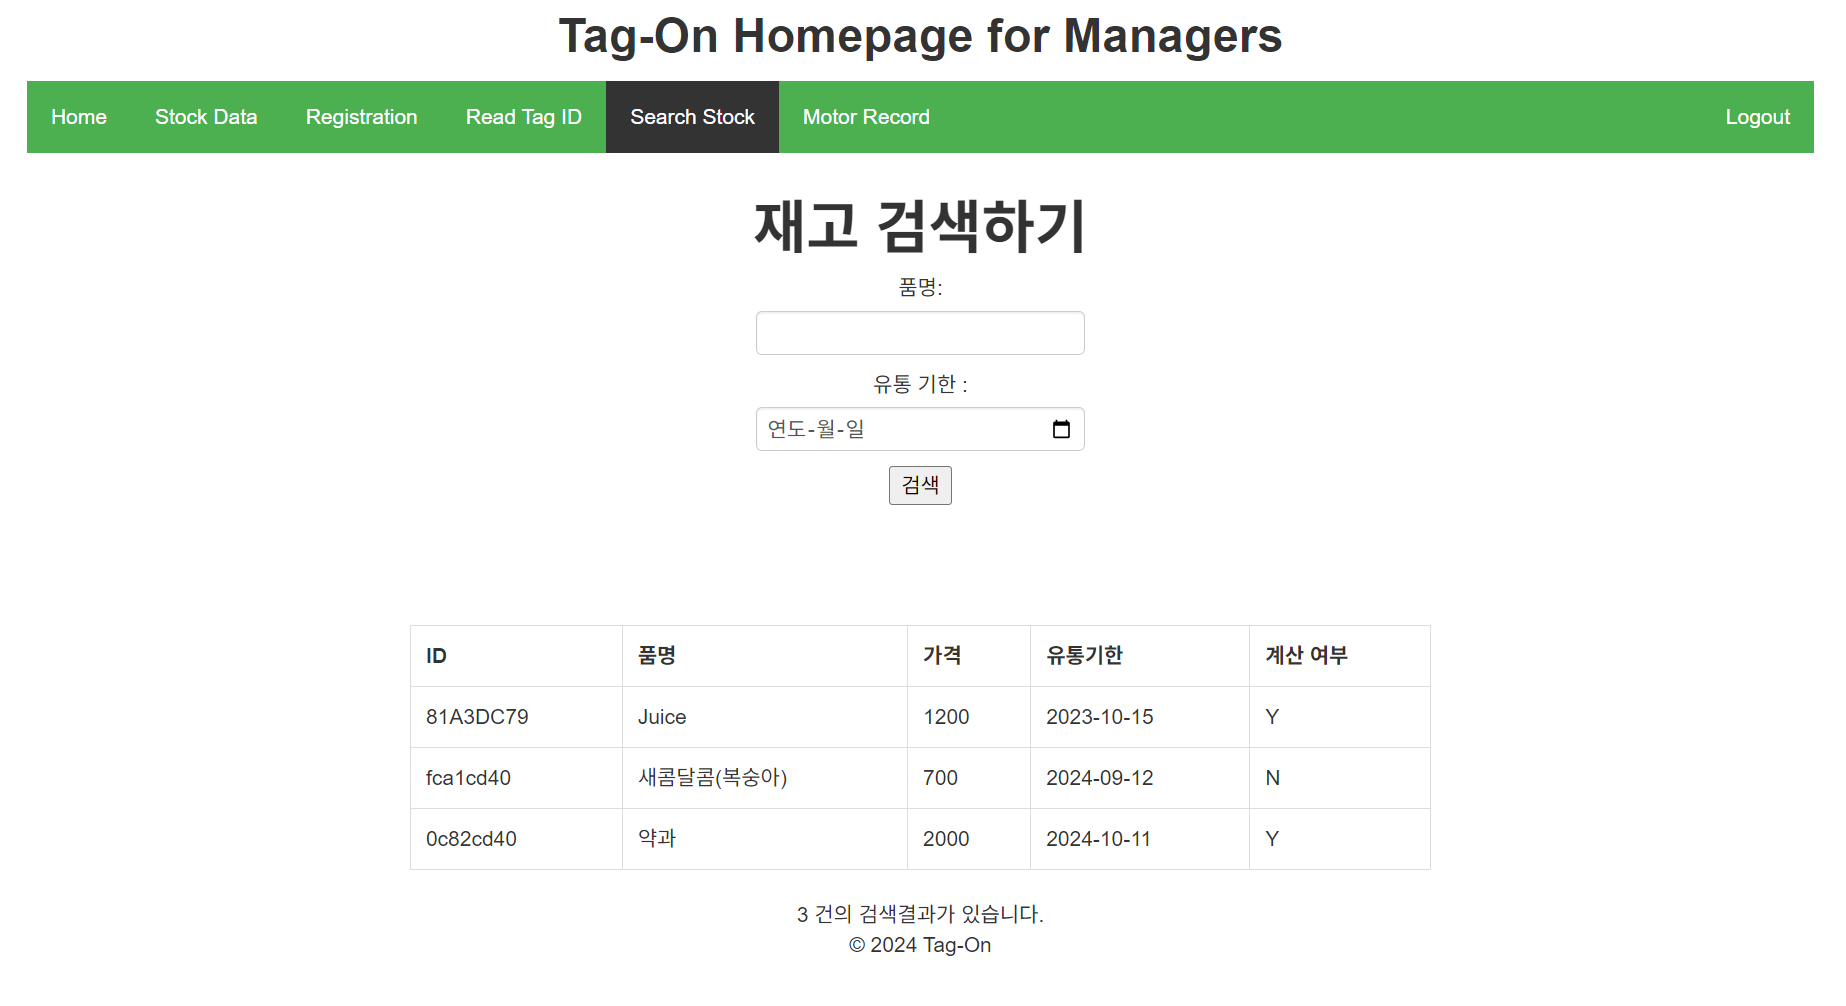 Tag-On Homepage for Managers
Home Stock Data Registration Read Tag ID Search Stock Motor Record Logout
재고 검색하기
품명:
유통 기한 :
연도-월-일
검색
ID 품명 가격 유통기한 계산 여부
81A3DC79 Juice 1200 2023-10-15 Y
fca1cd40 새콤달콤(복숭아) 700 2024-09-12 N
0c82cd40 약과 2000 2024-10-11 Y
3 건의 검색결과가 있습니다.
© 2024 Tag-On